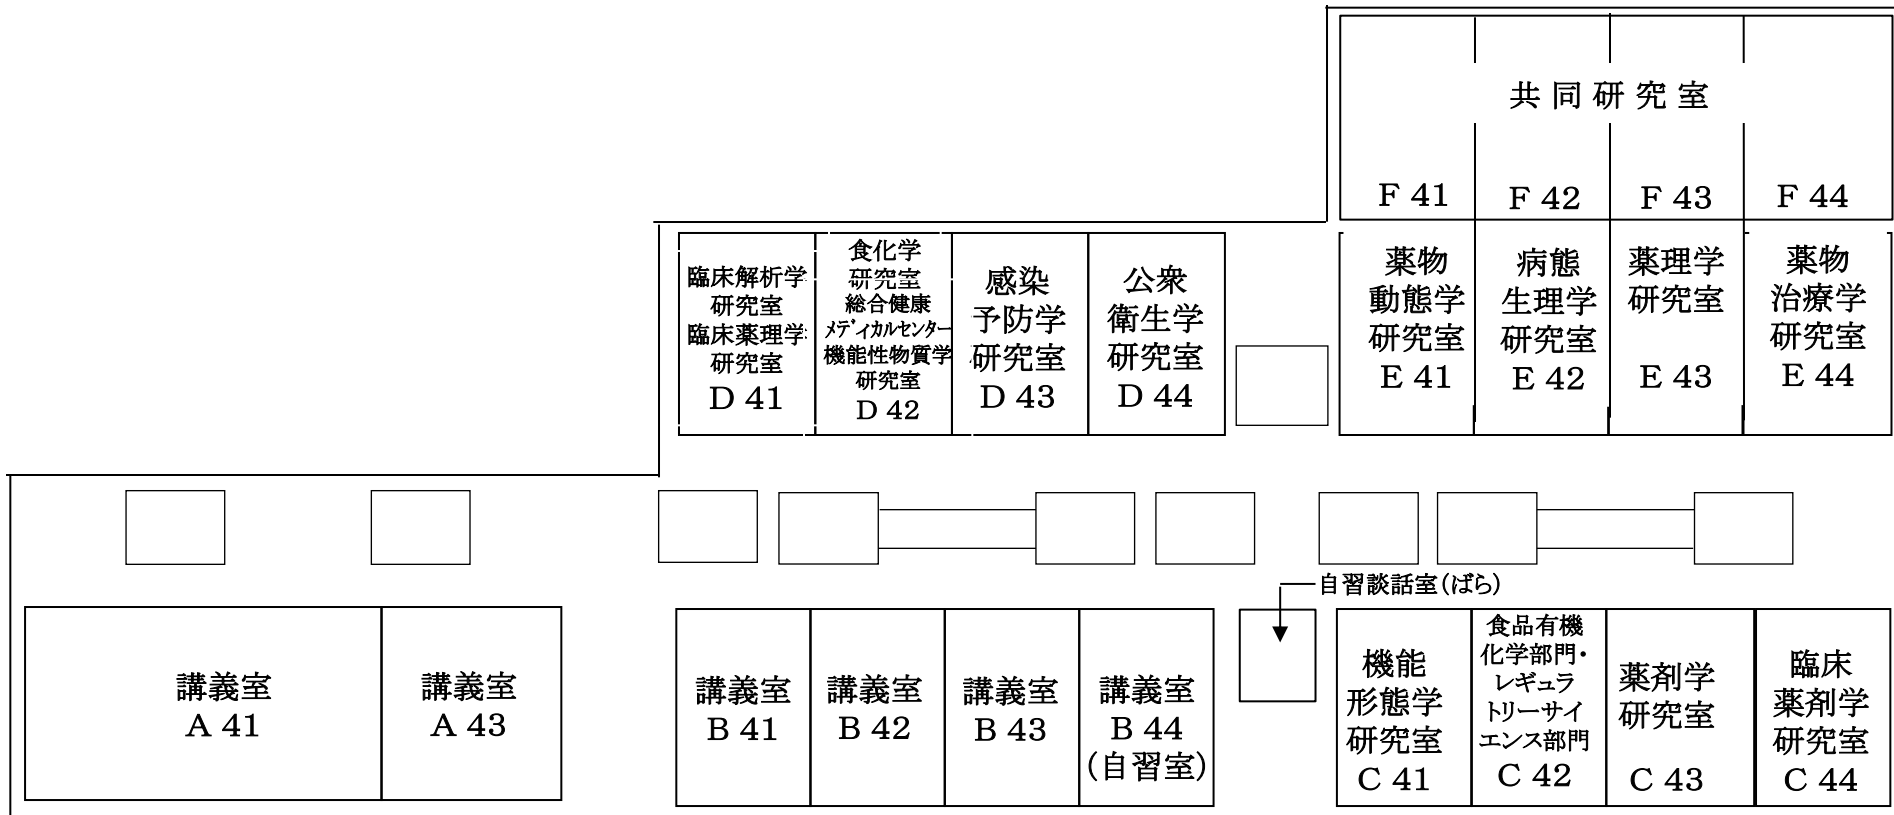 共同研究室
F 41
F 42
F 43
F 44
臨床解析学
研究室
臨床薬理学
研究室
D 41
食化学
研究室
総合健康
メディカルセンター
機能性物質学
研究室
D 42
感染
予防学
研究室
D 43
公衆
衛生学
研究室
D 44
薬物
動態学
研究室
E 41
病態
生理学
研究室
E 42
薬理学
研究室
E 43
薬物
治療学
研究室
E 44
自習談話室(ばら)
講義室
A 41
講義室
A 43
講義室
B 41
講義室
B 42
講義室
B 43
講義室
B 44
(自習室)
機能
形態学
研究室
C 41
食品有機
化学部門・
レギュラ
トリーサイ
エンス部門
C 42
薬剤学
研究室
C 43
臨床
薬剤学
研究室
C 44